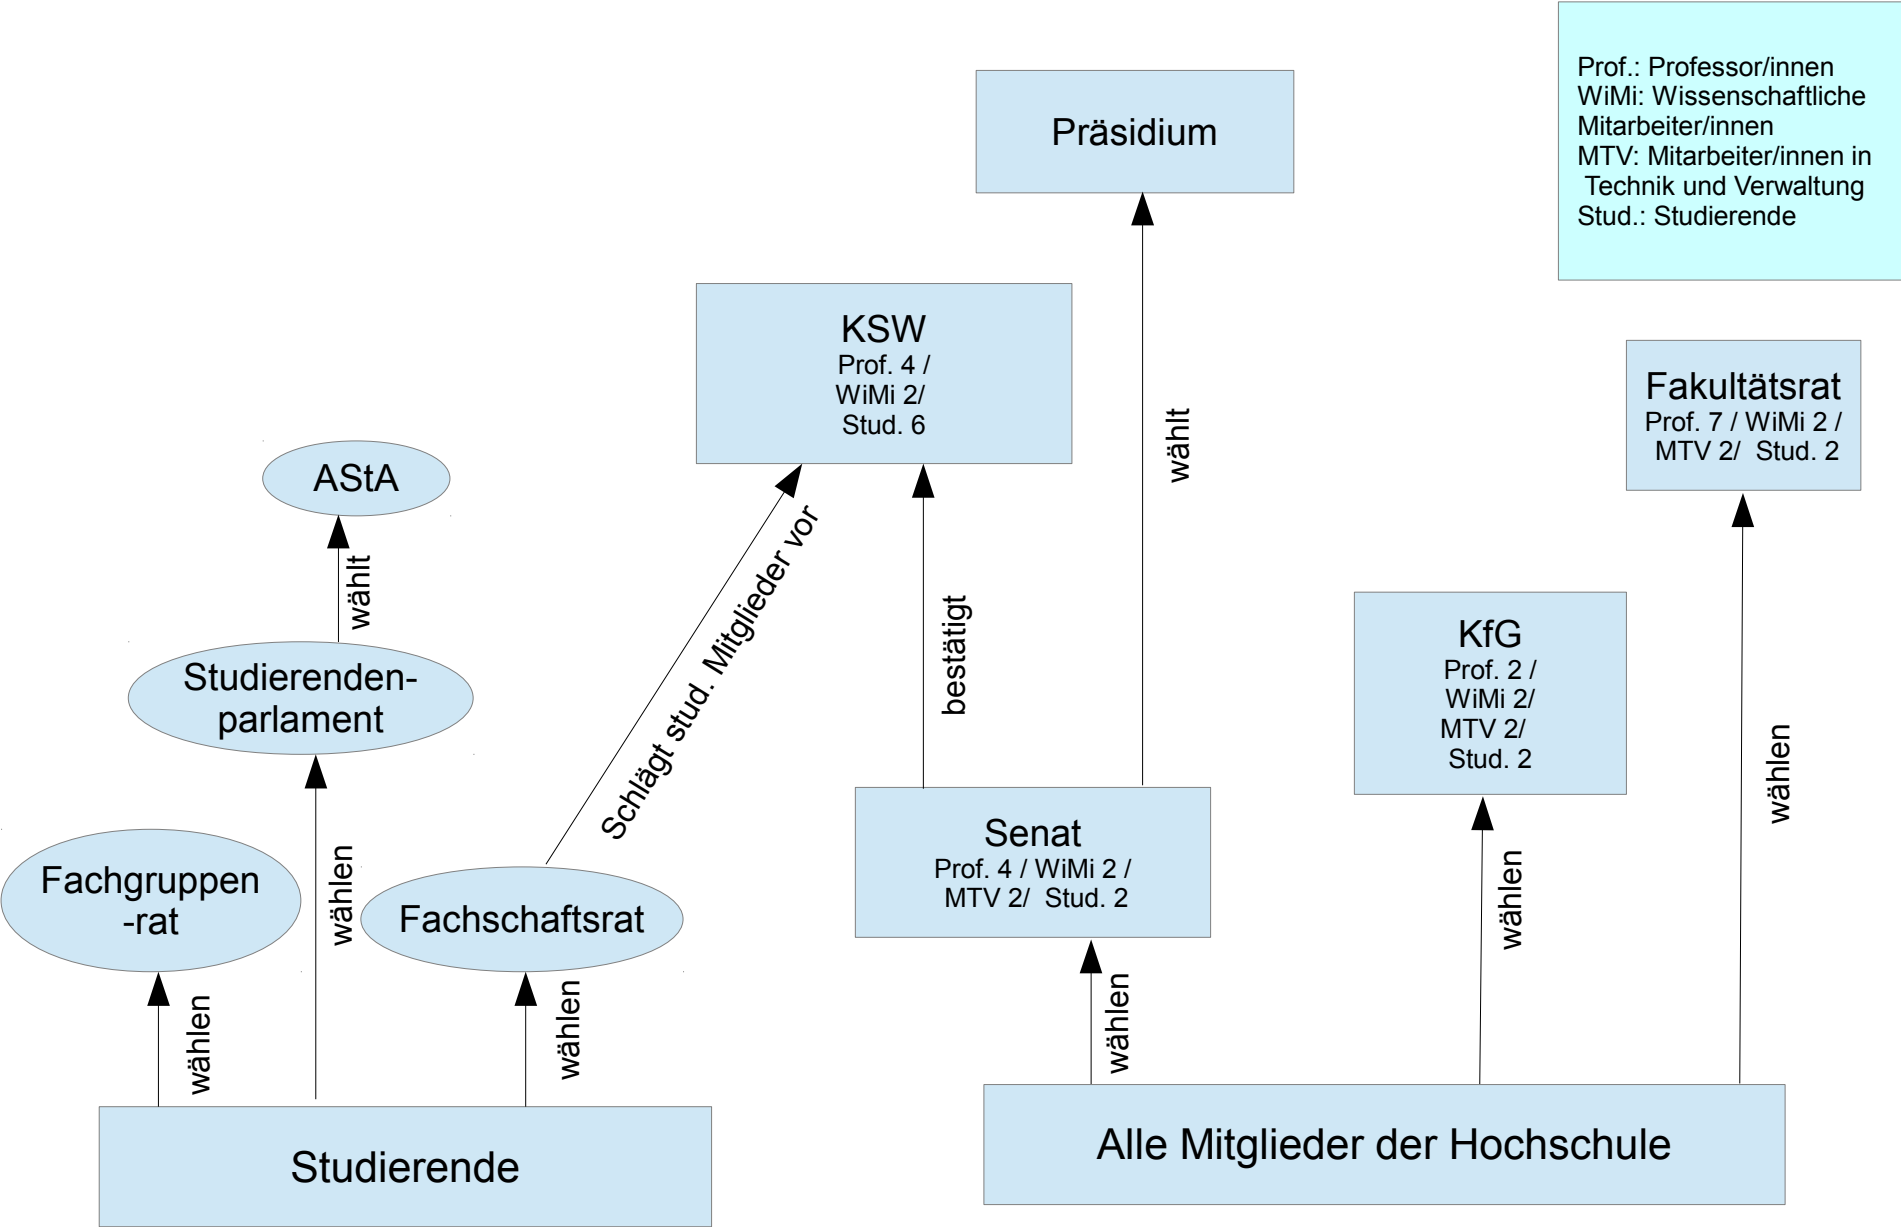 Prof.: Professor/innen
WiMi: Wissenschaftliche
Mitarbeiter/innen
MTV: Mitarbeiter/innen in
Technik und Verwaltung
Stud.: Studierende
Präsidium
wählt
KSW
Prof. 4 /
WiMi 2/
Stud. 6
Fakultätsrat
Prof. 7 / WiMi 2 /
MTV 2/ Stud. 2
AStA
wählt
Schlägt stud. Mitglieder vor
bestätigt
Studierenden-
parlament
KfG
Prof. 2 /
WiMi 2/
MTV 2/
Stud. 2
wählen
Senat
Prof. 4 / WiMi 2 /
MTV 2/ Stud. 2
Fachgruppen
-rat
wählen
Fachschaftsrat
wählen
wählen
wählen
wählen
Studierende
Alle Mitglieder der Hochschule